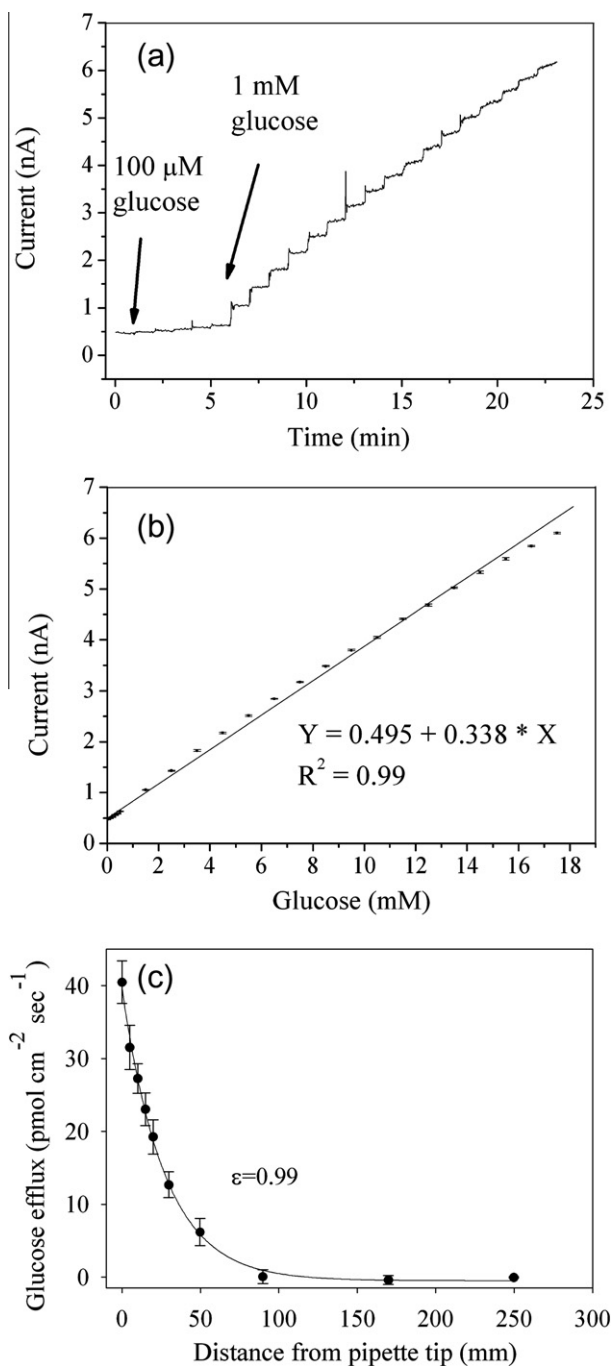 (a)
7
6
5
4
3
2
1
0
Current (nA)
100 μM
glucose
1 mM
glucose
0 5 10 15 20 25
Time (min)
(b)
7
6
5
4
3
2
1
0
Current (nA)
Y = 0.495 + 0.338 * X
R² = 0.99
0 2 4 6 8 10 12 14 16 18
Glucose (mM)
(c)
40
30
20
10
0
Glucose efflux (pmol cm⁻² sec⁻¹)
ε=0.99
0 50 100 150 200 250 300
Distance from pipette tip (mm)